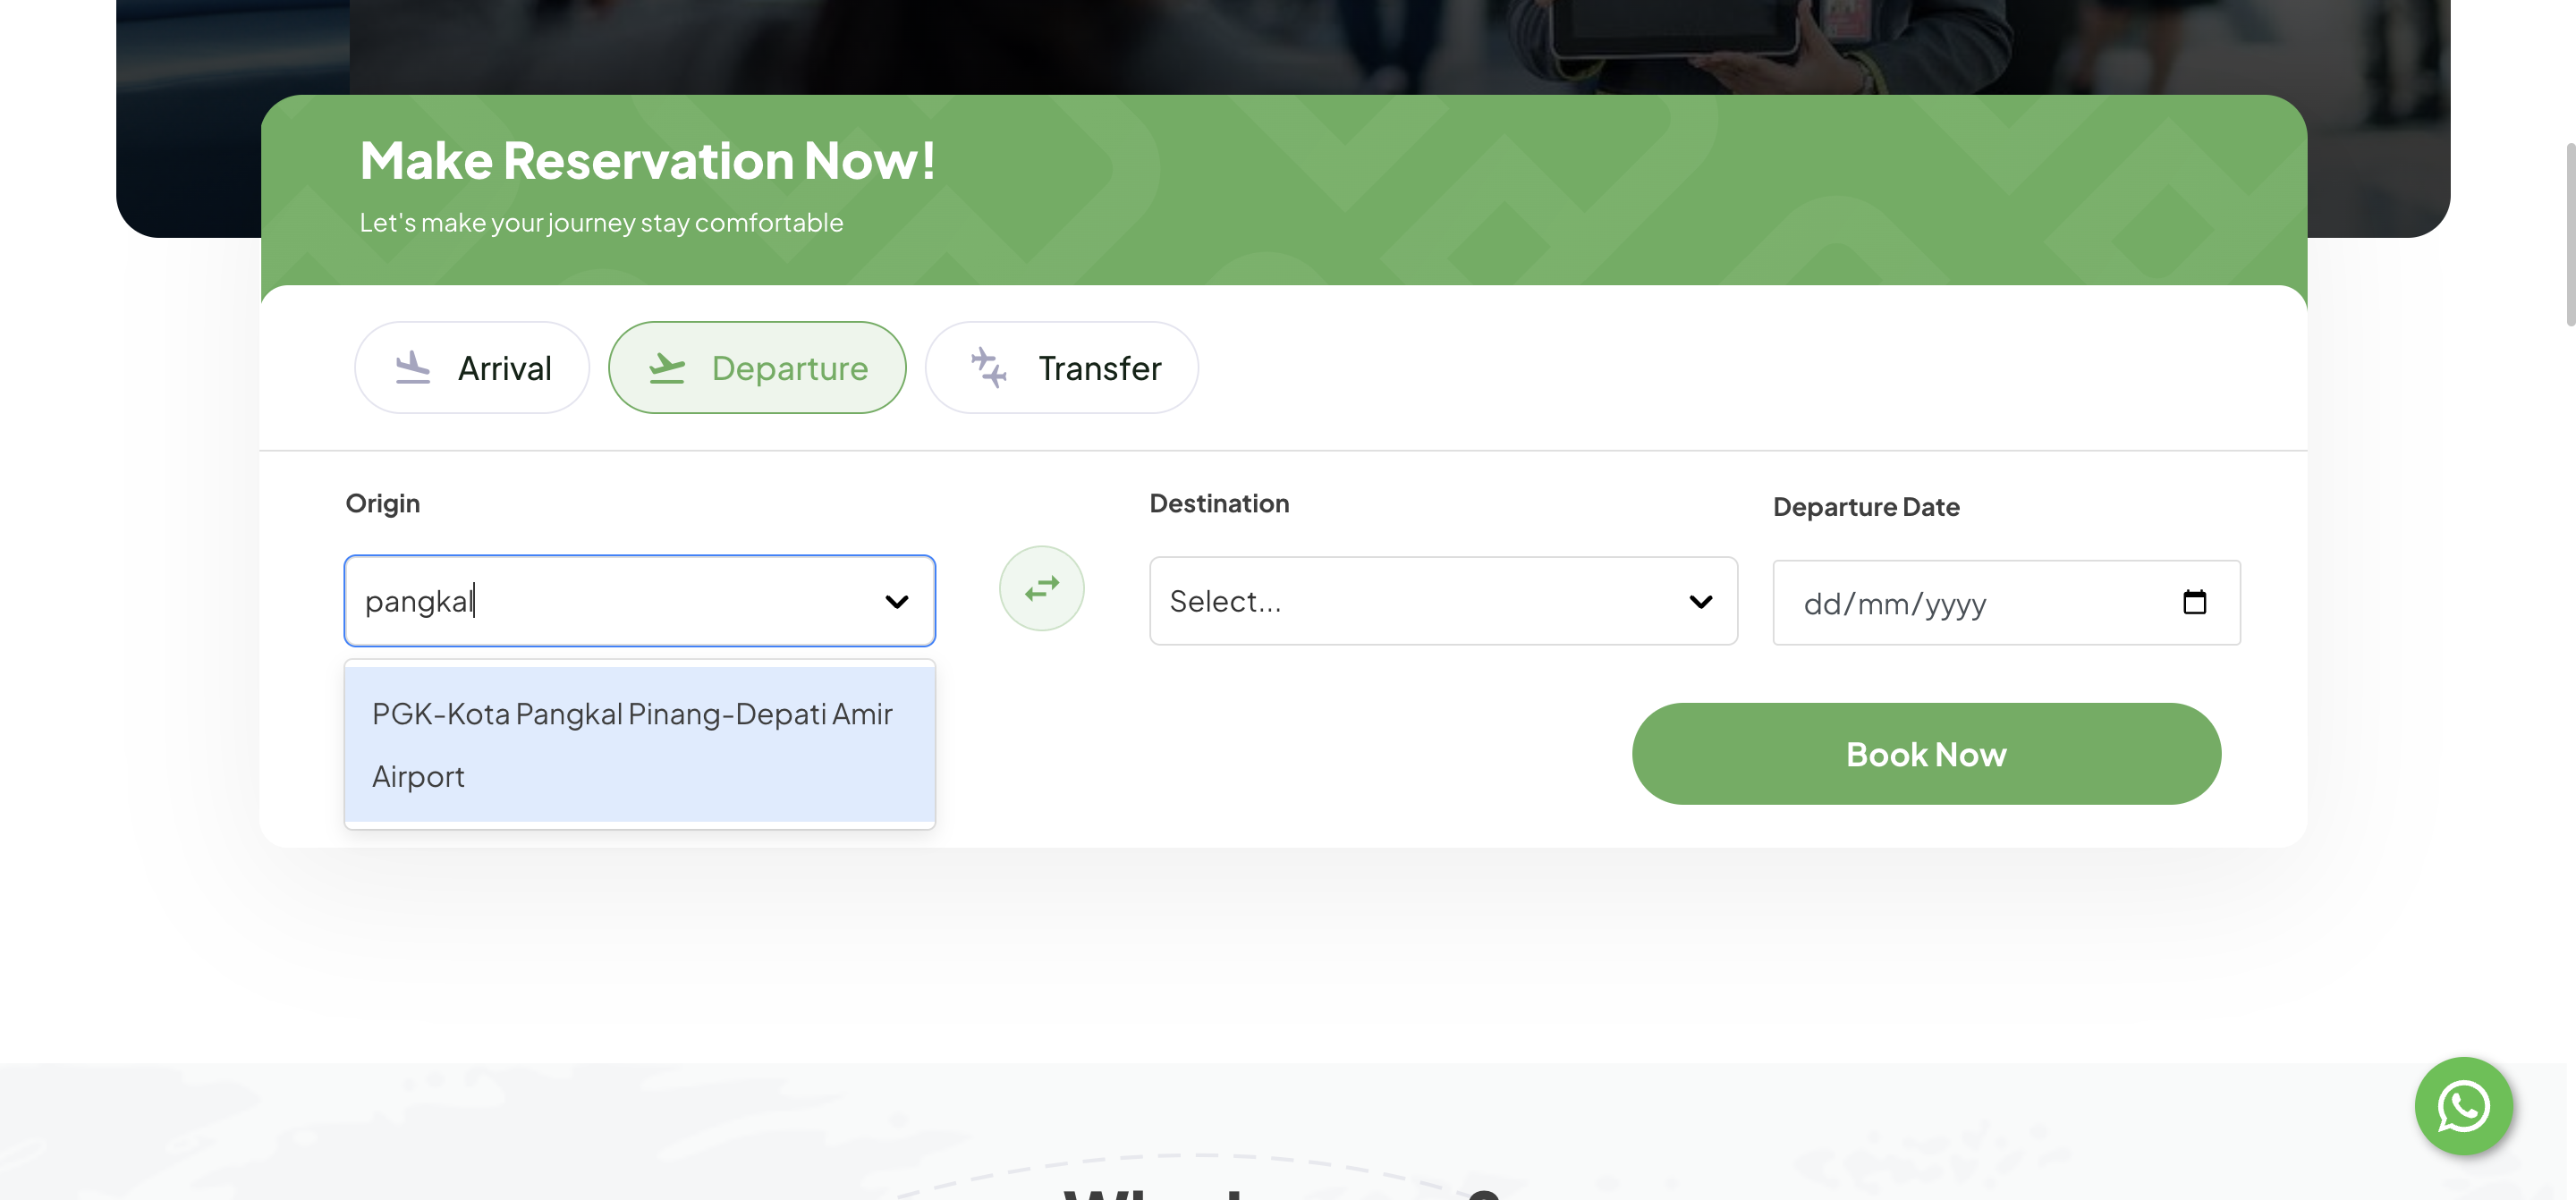 Make Reservation Now!
Let's make your journey stay comfortable
Arrival
Departure
Transfer
Origin
Destination
Departure Date
pangkal
Select...
dd/mm/yyyy
PGK-Kota Pangkal Pinang-Depati Amir
Airport
Book Now